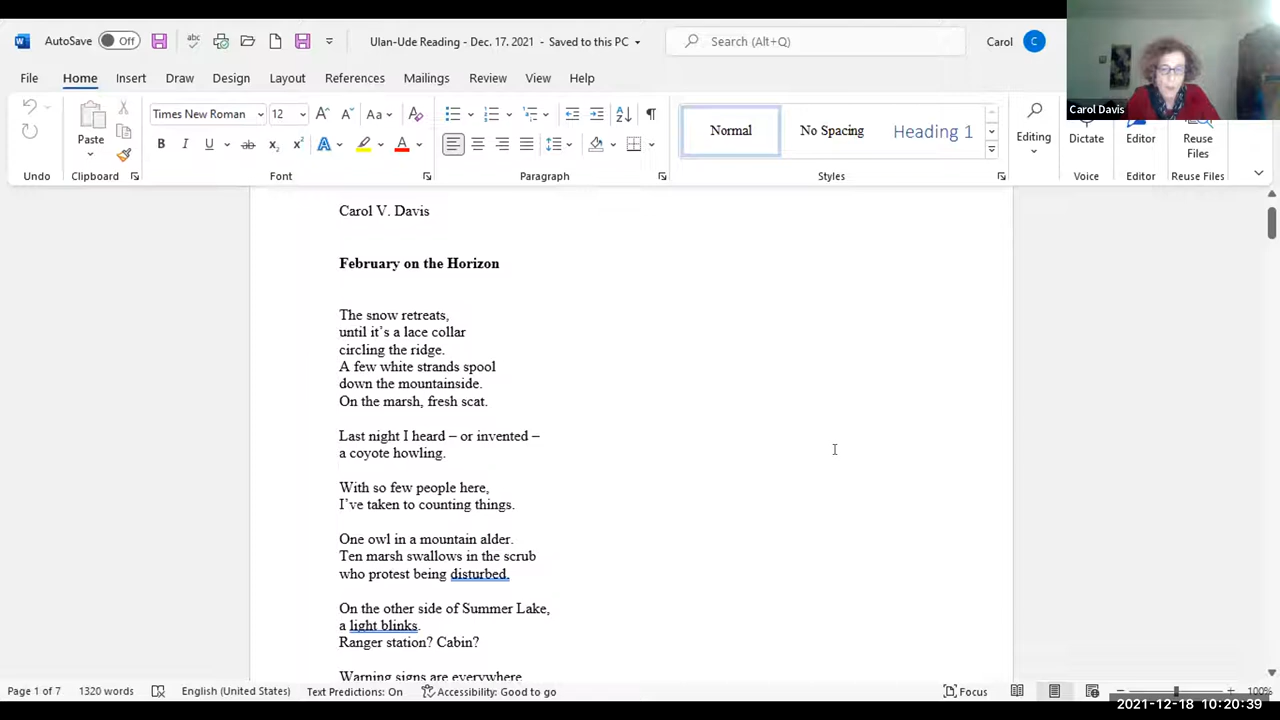 AutoSave Off
Ulan-Ude Reading - Dec. 17, 2021 - Saved to this PC
Search (Alt+Q)
Carol C
Carol Davis
File Home Insert Draw Design Layout References Mailings Review View Help
Times New Roman 12
Normal No Spacing Heading 1
Paste Editing Dictate Editor Reuse Files
Undo Clipboard Font Paragraph Styles Voice Editor Reuse Files
Carol V. Davis
February on the Horizon
The snow retreats,
until it’s a lace collar
circling the ridge.
A few white strands spool
down the mountainside.
On the marsh, fresh scat.
Last night I heard – or invented –
a coyote howling.
With so few people here,
I’ve taken to counting things.
One owl in a mountain alder.
Ten marsh swallows in the scrub
who protest being disturbed.
On the other side of Summer Lake,
a light blinks.
Ranger station? Cabin?
Warning signs are everywhere
Page 1 of 7 1320 words English (United States) Text Predictions: On Accessibility: Good to go Focus 100%
2021-12-18 10:20:39